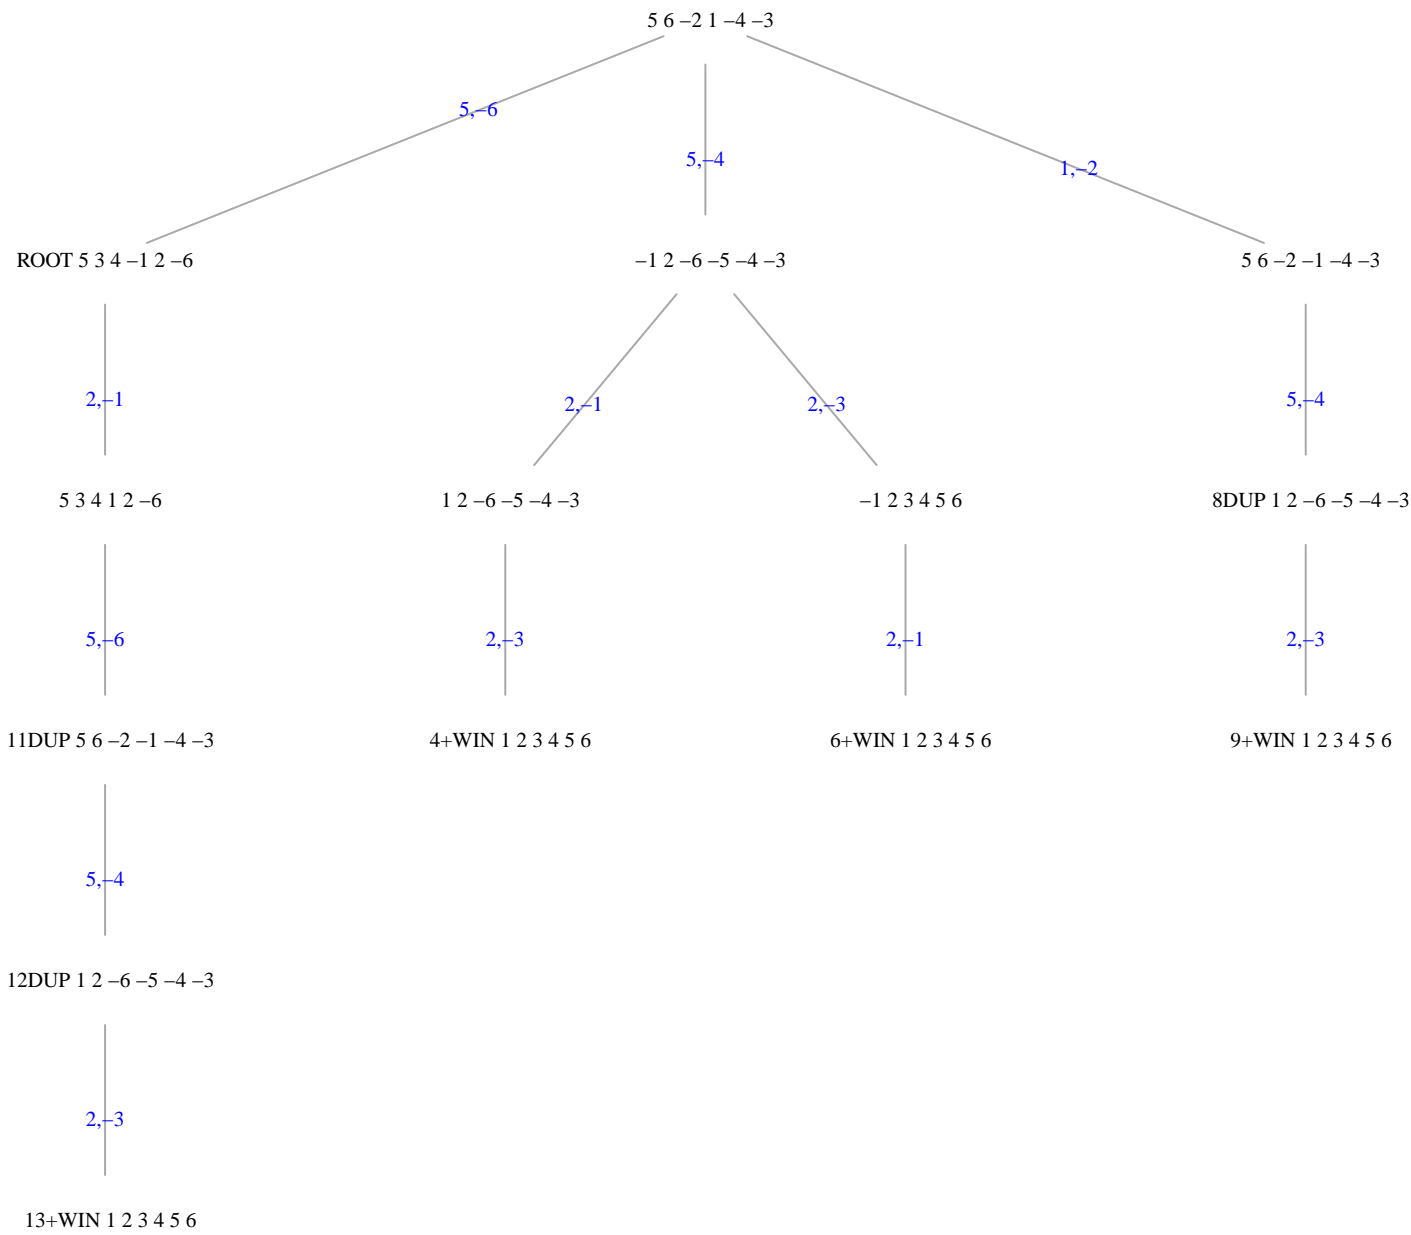 5 6 –2 1 –4 –3
5,–6
5,–4
1,–2
ROOT 5 3 4 –1 2 –6
–1 2 –6 –5 –4 –3
5 6 –2 –1 –4 –3
2,–1
2,–1
2,–3
5,–4
5 3 4 1 2 –6
1 2 –6 –5 –4 –3
–1 2 3 4 5 6
8DUP 1 2 –6 –5 –4 –3
5,–6
2,–3
2,–1
2,–3
11DUP 5 6 –2 –1 –4 –3
4+WIN 1 2 3 4 5 6
6+WIN 1 2 3 4 5 6
9+WIN 1 2 3 4 5 6
5,–4
12DUP 1 2 –6 –5 –4 –3
2,–3
13+WIN 1 2 3 4 5 6